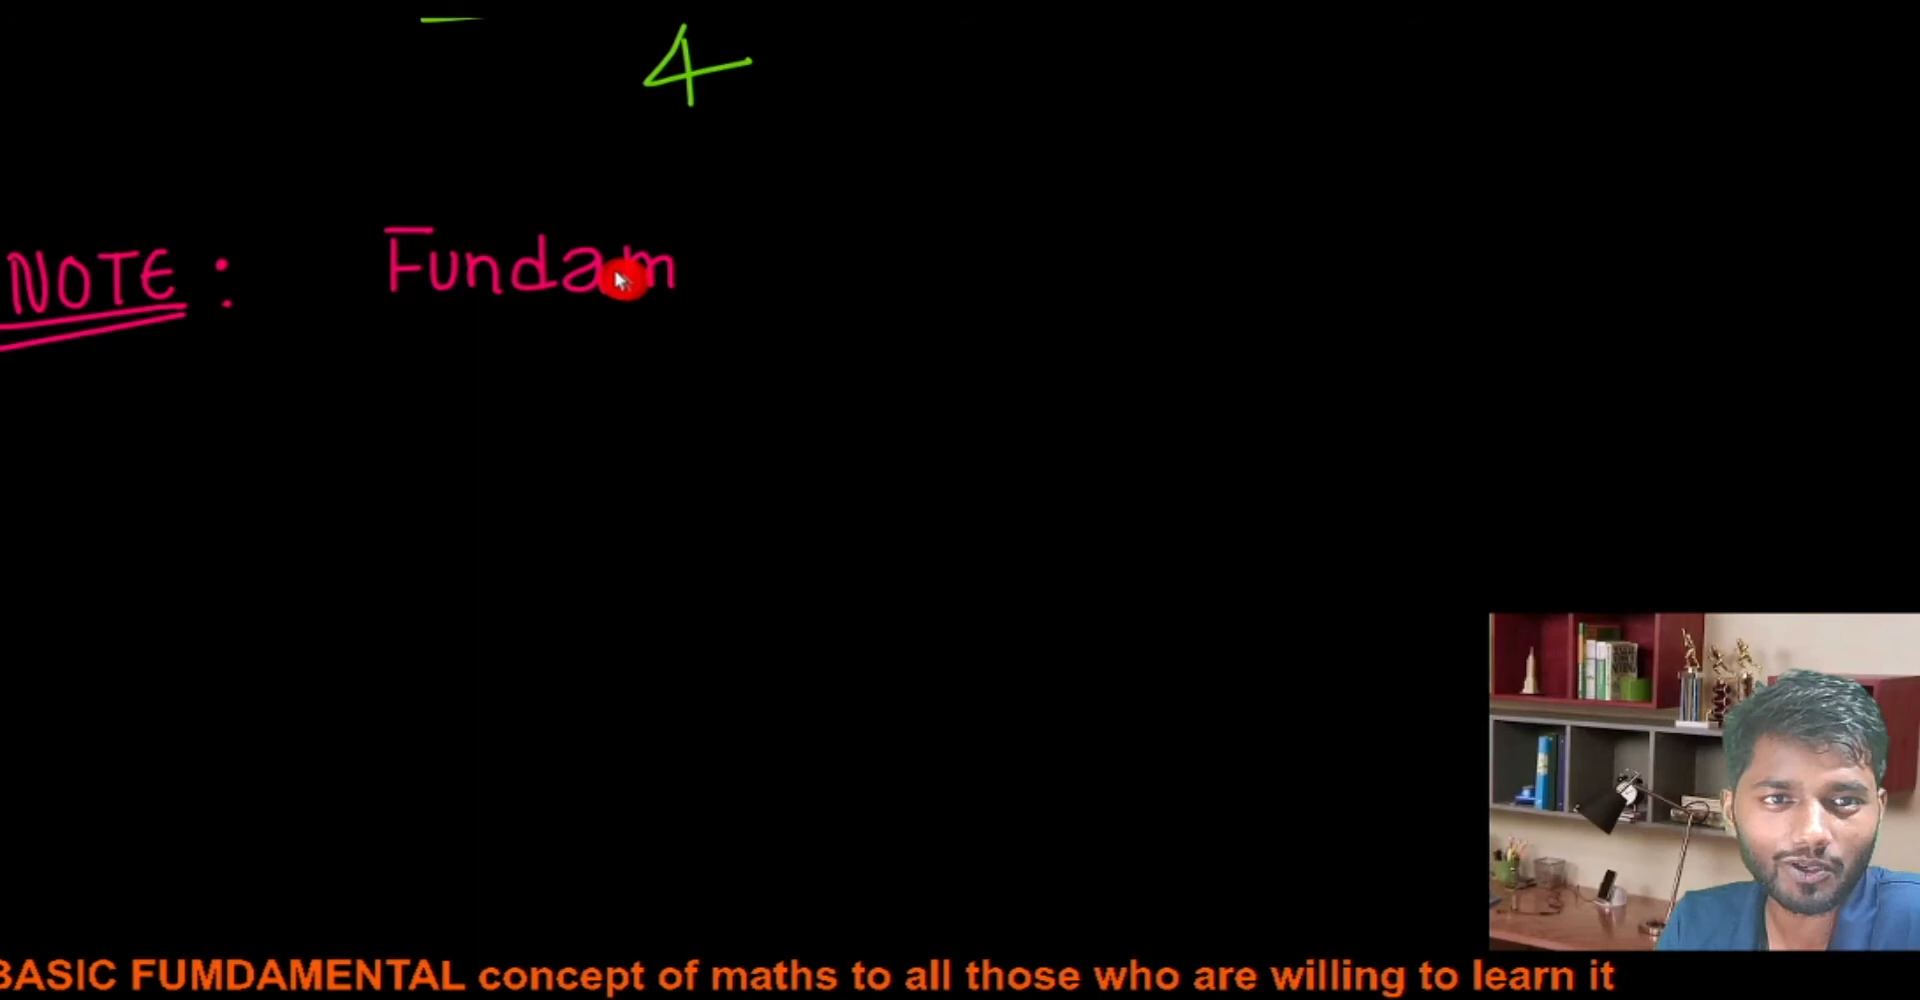 4
NOTE : Fundam
BASIC FUMDAMENTAL concept of maths to all those who are willing to learn it